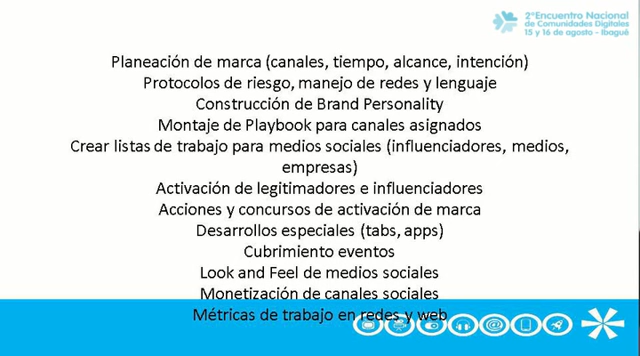 2° Encuentro Nacional
de Comunidades Digitales
15 y 16 de agosto - Ibagué
Planeación de marca (canales, tiempo, alcance, intención)
Protocolos de riesgo, manejo de redes y lenguaje
Construcción de Brand Personality
Montaje de Playbook para canales asignados
Crear listas de trabajo para medios sociales (influenciadores, medios,
empresas)
Activación de legitimadores e influenciadores
Acciones y concursos de activación de marca
Desarrollos especiales (tabs, apps)
Cubrimiento eventos
Look and Feel de medios sociales
Monetización de canales sociales
Métricas de trabajo en redes y web